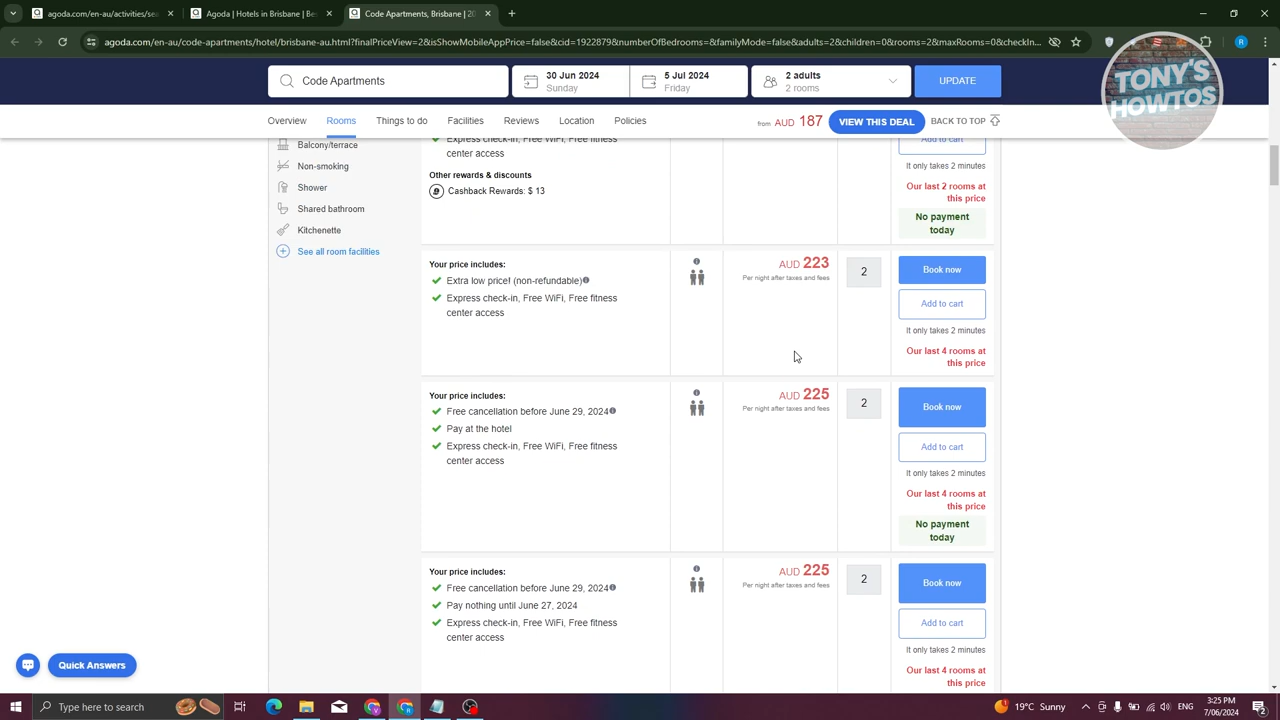 agoda.com/en-au/activities/sea
Agoda | Hotels in Brisbane | Bes
Code Apartments | 20
agoda.com/en-au/code-apartments/hotel/brisbane-au.html?finalPriceView=2&isShowMobileAppPrice=false&cid=1922879&numberOfBedrooms=&familyMode=false&adults=2&children=0&rooms=2&maxRooms=0&checkIn...
R
Code Apartments
30 Jun 2024
Sunday
5 Jul 2024
Friday
2 adults
2 rooms
UPDATE
TONY'S
HOWTOS
Overview
Rooms
Things to do
Facilities
Reviews
Location
Policies
from AUD 187
VIEW THIS DEAL
BACK TO TOP
Balcony/terrace
Non-smoking
Shower
Shared bathroom
Kitchenette
See all room facilities
Express check-in, Free WiFi, Free fitness
center access
Other rewards & discounts
Cashback Rewards: $ 13
Add to cart
It only takes 2 minutes
Our last 2 rooms at
this price
No payment
today
Your price includes:
Extra low price! (non-refundable)
Express check-in, Free WiFi, Free fitness
center access
AUD 223
Per night after taxes and fees
2
Book now
Add to cart
It only takes 2 minutes
Our last 4 rooms at
this price
Your price includes:
Free cancellation before June 29, 2024
Pay at the hotel
Express check-in, Free WiFi, Free fitness
center access
AUD 225
Per night after taxes and fees
2
Book now
Add to cart
It only takes 2 minutes
Our last 4 rooms at
this price
No payment
today
Your price includes:
Free cancellation before June 29, 2024
Pay nothing until June 27, 2024
Express check-in, Free WiFi, Free fitness
center access
AUD 225
Per night after taxes and fees
2
Book now
Add to cart
It only takes 2 minutes
Our last 4 rooms at
this price
Quick Answers
Type here to search
19°C Sunny
3:25 PM
7/06/2024